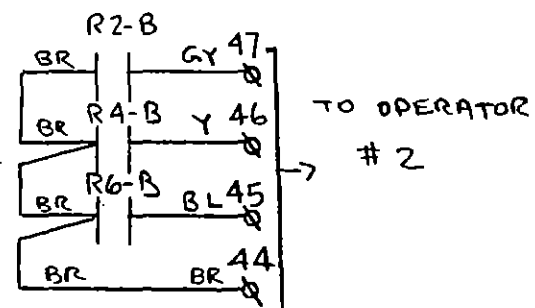 R2-B
BR GY 47
R4-B
BR Y 46
TO OPERATOR
# 2
R6-B
BR BL 45
BR BR 44